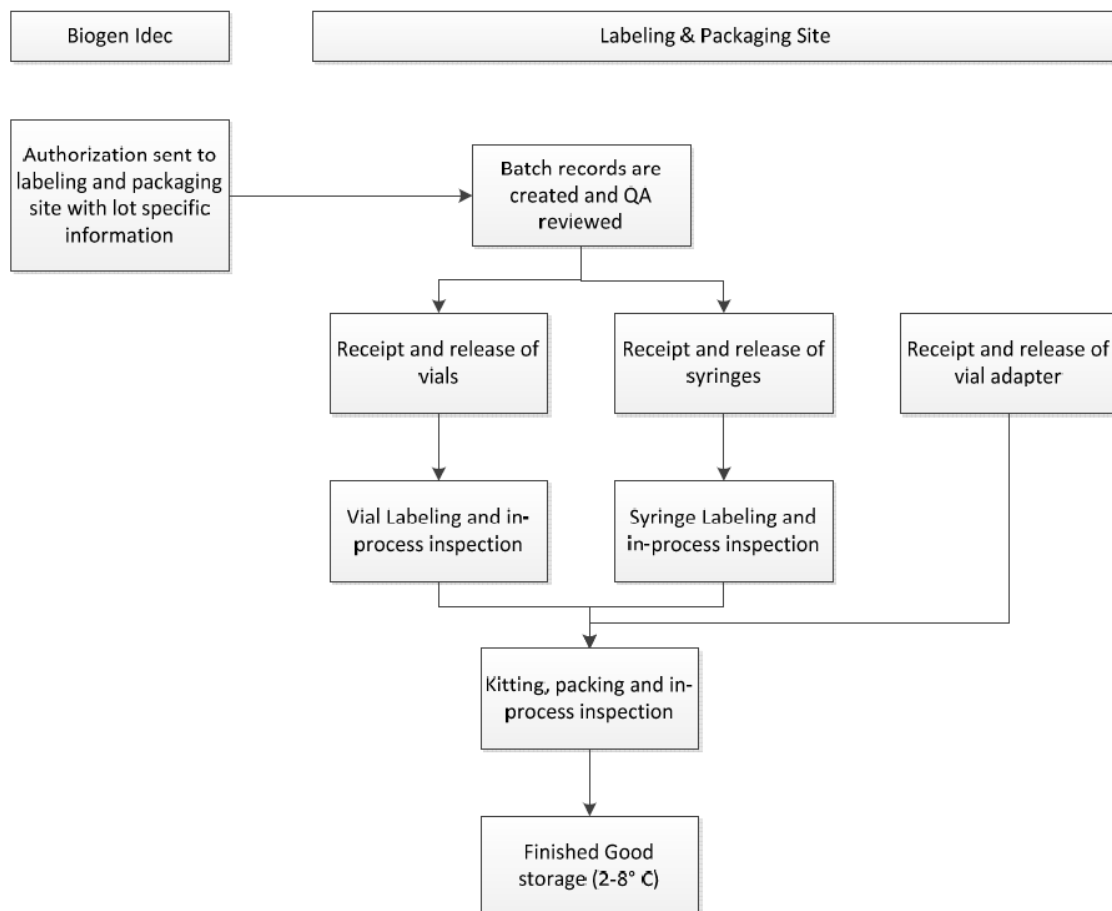 Biogen Idec
Labeling & Packaging Site
Authorization sent to
labeling and packaging
site with lot specific
information
Batch records are
created and QA
reviewed
Receipt and release of
vials
Receipt and release of
syringes
Receipt and release of
vial adapter
Vial Labeling and in-
process inspection
Syringe Labeling and
in-process inspection
Kitting, packing and in-
process inspection
Finished Good
storage (2-8° C)